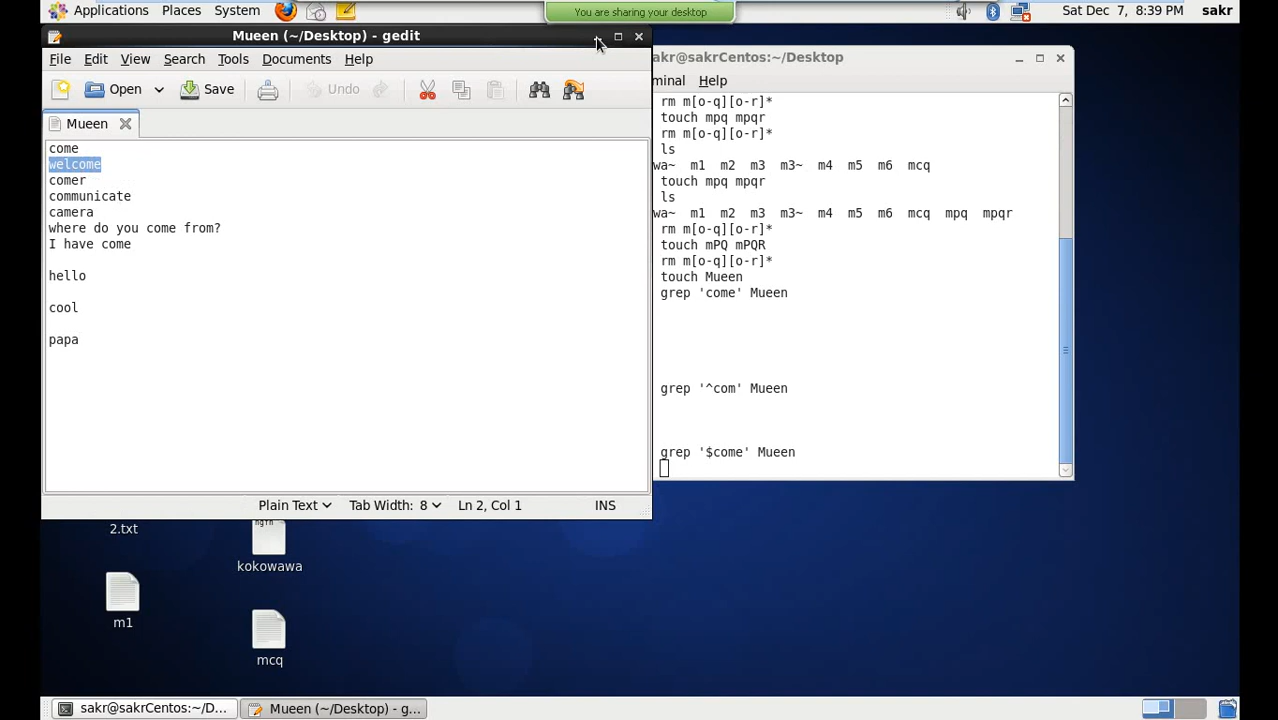 Applications Places System
You are sharing your desktop
Sat Dec 7, 8:39 PM sakr
Mueen (~/Desktop) - gedit
File Edit View Search Tools Documents Help
Open Save Undo
Mueen
come
welcome
comer
communicate
camera
where do you come from?
I have come
hello
cool
papa
Plain Text Tab Width: 8 Ln 2, Col 1 INS
akr@sakrCentos:~/Desktop
minal Help
rm m[o-q][o-r]*
touch mpq mpqr
rm m[o-q][o-r]*
ls
wa~ m1 m2 m3 m3~ m4 m5 m6 mcq
touch mpq mpqr
ls
wa~ m1 m2 m3 m3~ m4 m5 m6 mcq mpq mpqr
rm m[o-q][o-r]*
touch mPQ mPQR
rm m[o-q][o-r]*
touch Mueen
grep 'come' Mueen
grep '^com' Mueen
grep '$come' Mueen
2.txt
kokowawa
m1
mcq
sakr@sakrCentos:~/D...
Mueen (~/Desktop) - g...